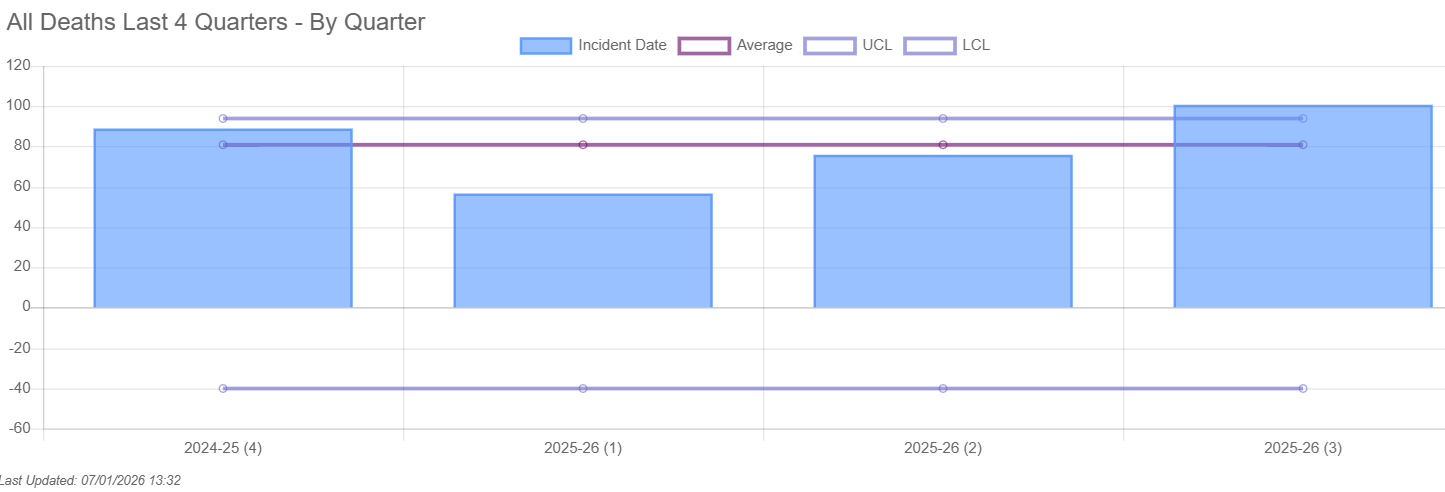 All Deaths Last 4 Quarters - By Quarter
Incident Date Average UCL LCL
120
100
80
60
40
20
0
-20
-40
-60
2024-25 (4) 2025-26 (1) 2025-26 (2) 2025-26 (3)
Last Updated: 07/01/2026 13:32